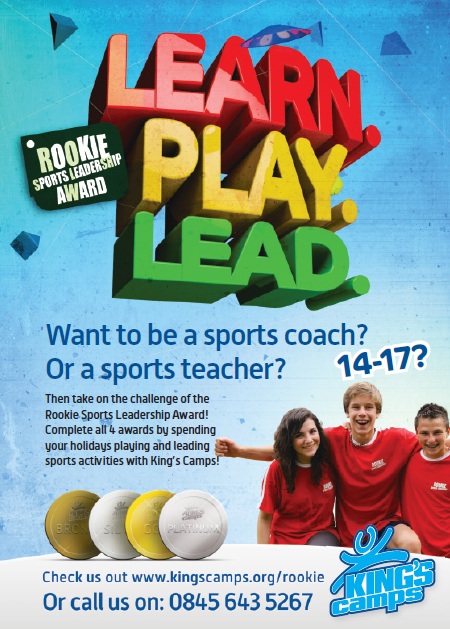 LEARN.
PLAY.
LEAD.
ROOKIE
SPORTS LEADERSHIP
AWARD
Want to be a sports coach?
Or a sports teacher?
14-17?
Then take on the challenge of the
Rookie Sports Leadership Award!
Complete all 4 awards by spending
your holidays playing and leading
sports activities with King's Camps!
PLATINUM
Check us out www.kingscamps.org/rookie
Or call us on: 0845 643 5267
KING'S
camps